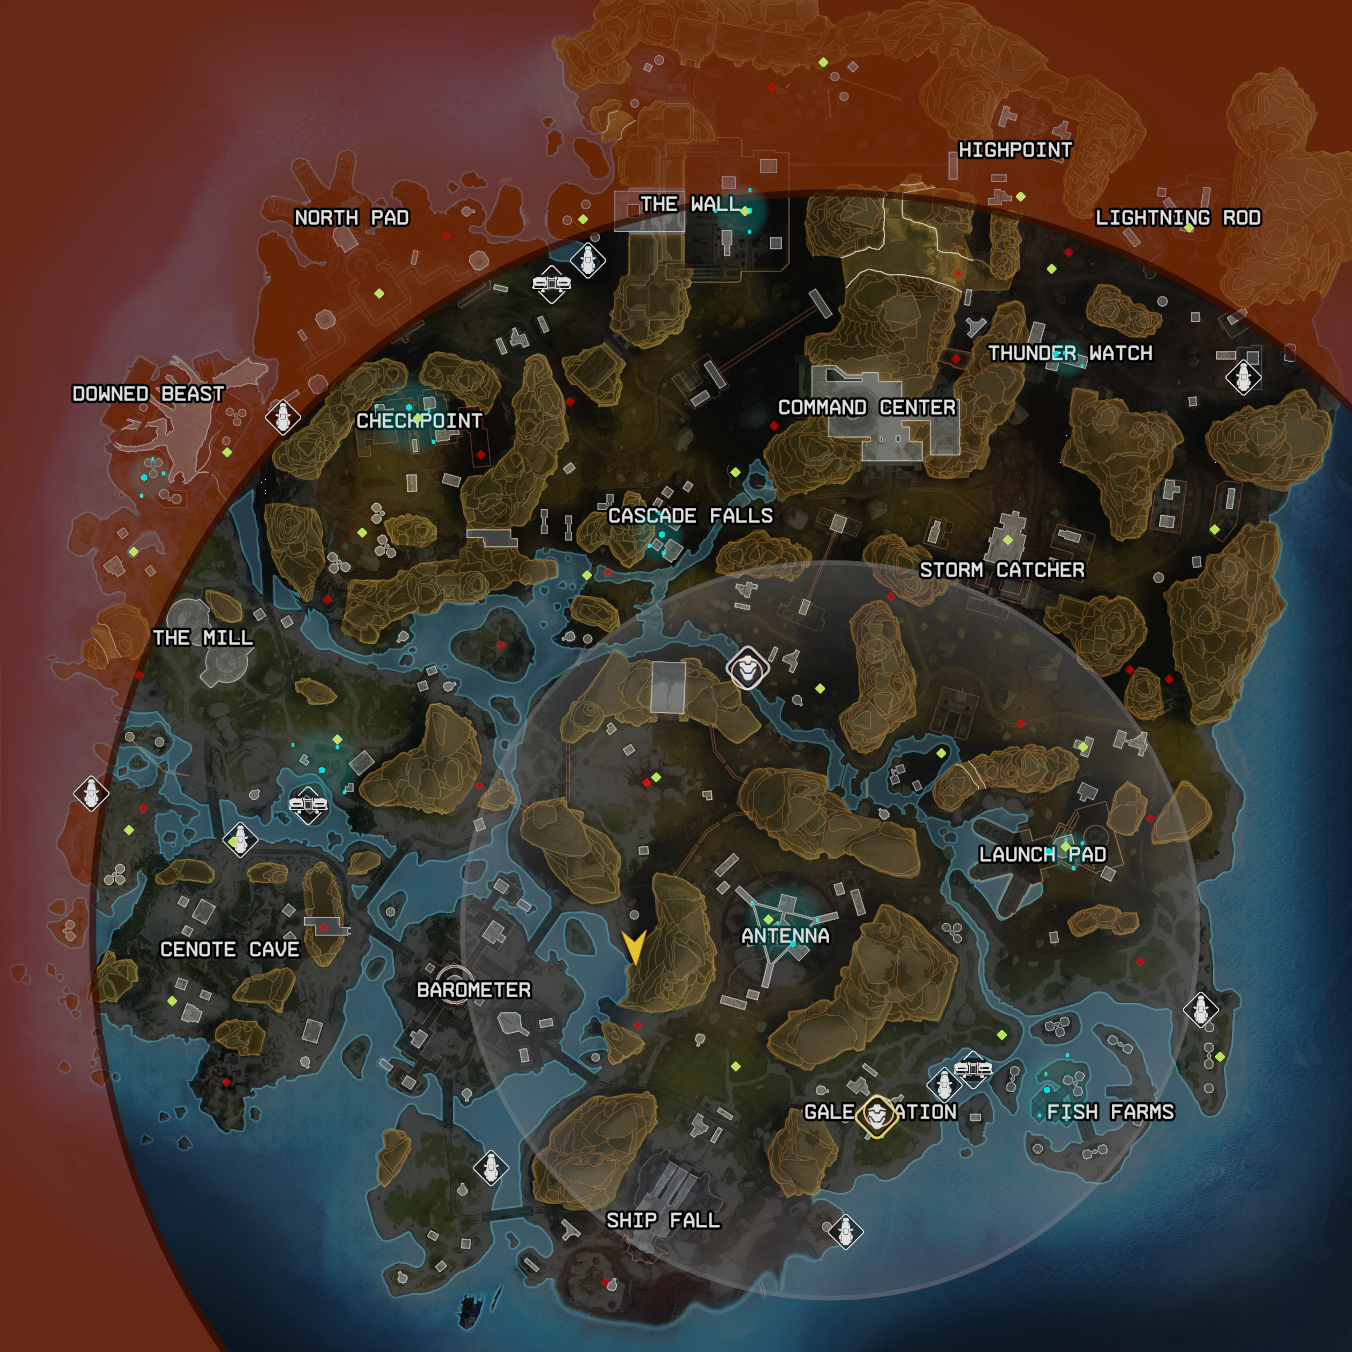 HIGHPOINT
THE WALL
NORTH PAD
LIGHTNING ROD
THUNDER WATCH
DOWNED BEAST
COMMAND CENTER
CHECKPOINT
CASCADE FALLS
STORM CATCHER
THE MILL
LAUNCH PAD
ANTENNA
CENOTE CAVE
BAROMETER
GALE ATION
FISH FARMS
SHIP FALL